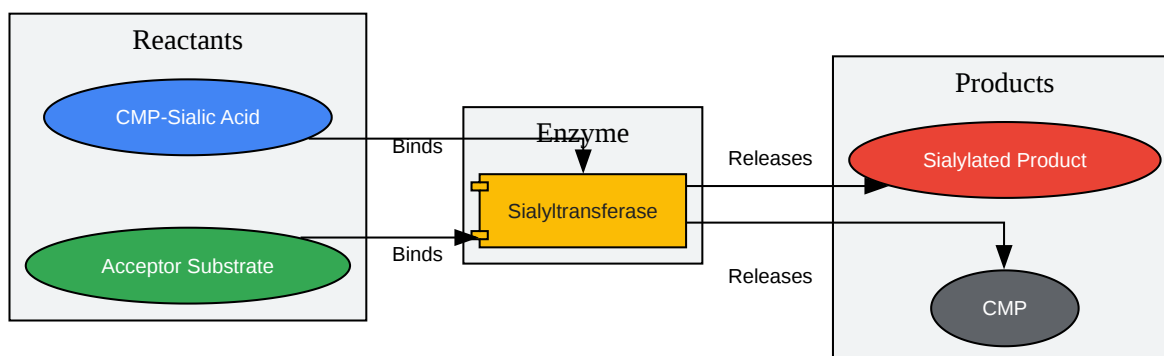 Reactants
CMP-Sialic Acid
Acceptor Substrate
Binds
Binds
Enzyme
Sialyltransferase
Releases
Releases
Products
Sialylated Product
CMP